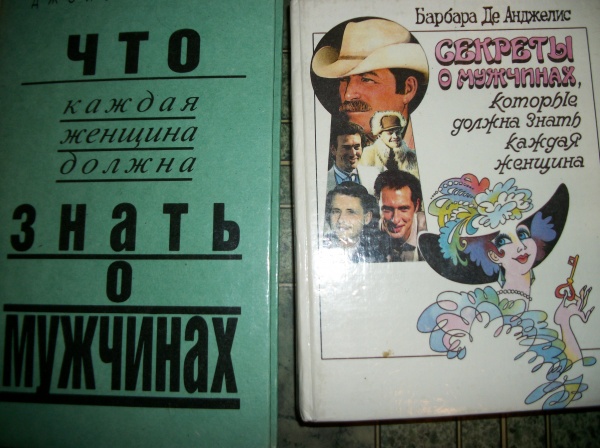 ЧТО
каждая
женщина
должна
ЗНАТЬ
О
МУЖЧИНАХ
Барбара Де Анджелис
СЕКРЕТЫ
О МУЖЧИНАХ,
которые
должна знать
каждая
женщина